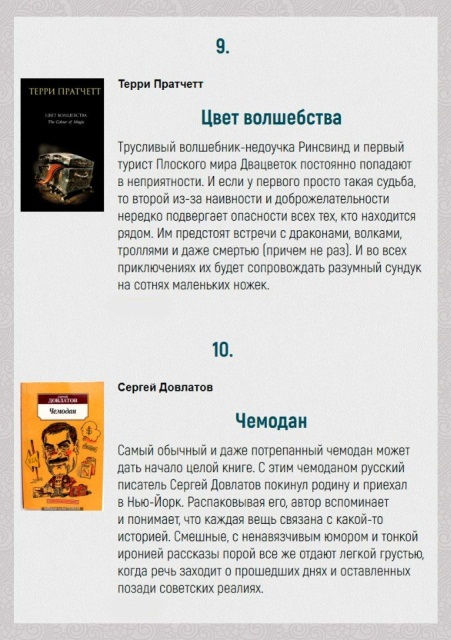 9.
Терри Пратчетт
ТЕРРИ ПРАТЧЕТТ
ЦВЕТ ВОЛШЕБСТВА
The Colour of Magic
Цвет волшебства
Трусливый волшебник-недоучка Ринсвинд и первый
турист Плоского мира Двацветок постоянно попадают
в неприятности. И если у первого просто такая судьба,
то второй из-за наивности и доброжелательности
нередко подвергает опасности всех тех, кто находится
рядом. Им предстоят встречи с драконами, волками,
троллями и даже смертью (причем не раз). И во всех
приключениях их будет сопровождать разумный сундук
на сотнях маленьких ножек.
10.
Сергей Довлатов
ДОВЛАТОВ
Чемодан
Чемодан
Самый обычный и даже потрепанный чемодан может
дать начало целой книге. С этим чемоданом русский
писатель Сергей Довлатов покинул родину и приехал
в Нью-Йорк. Распаковывая его, автор вспоминает
и понимает, что каждая вещь связана с какой-то
историей. Смешные, с ненавязчивым юмором и тонкой
иронией рассказы порой все же отдают легкой грустью,
когда речь заходит о прошедших днях и оставленных
позади советских реалиях.